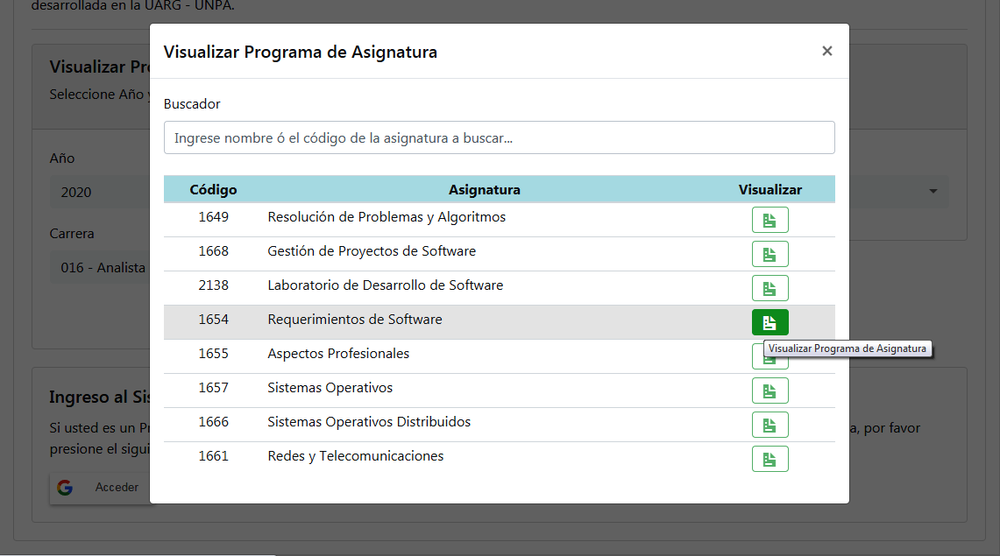 desarrollada en la UARG - UNPA.
Visualizar Programa de Asignatura
×
Visualizar Pr
Seleccione Año y
Buscador
Ingrese nombre ó el código de la asignatura a buscar...
Año
2020
Carrera
016 - Analista
Código Asignatura Visualizar
1649 Resolución de Problemas y Algoritmos
1668 Gestión de Proyectos de Software
2138 Laboratorio de Desarrollo de Software
1654 Requerimientos de Software
Visualizar Programa de Asignatura
1655 Aspectos Profesionales
1657 Sistemas Operativos
1666 Sistemas Operativos Distribuidos
1661 Redes y Telecomunicaciones
Ingreso al Sis
Si usted es un Pr a, por favor
presione el sigui
Acceder